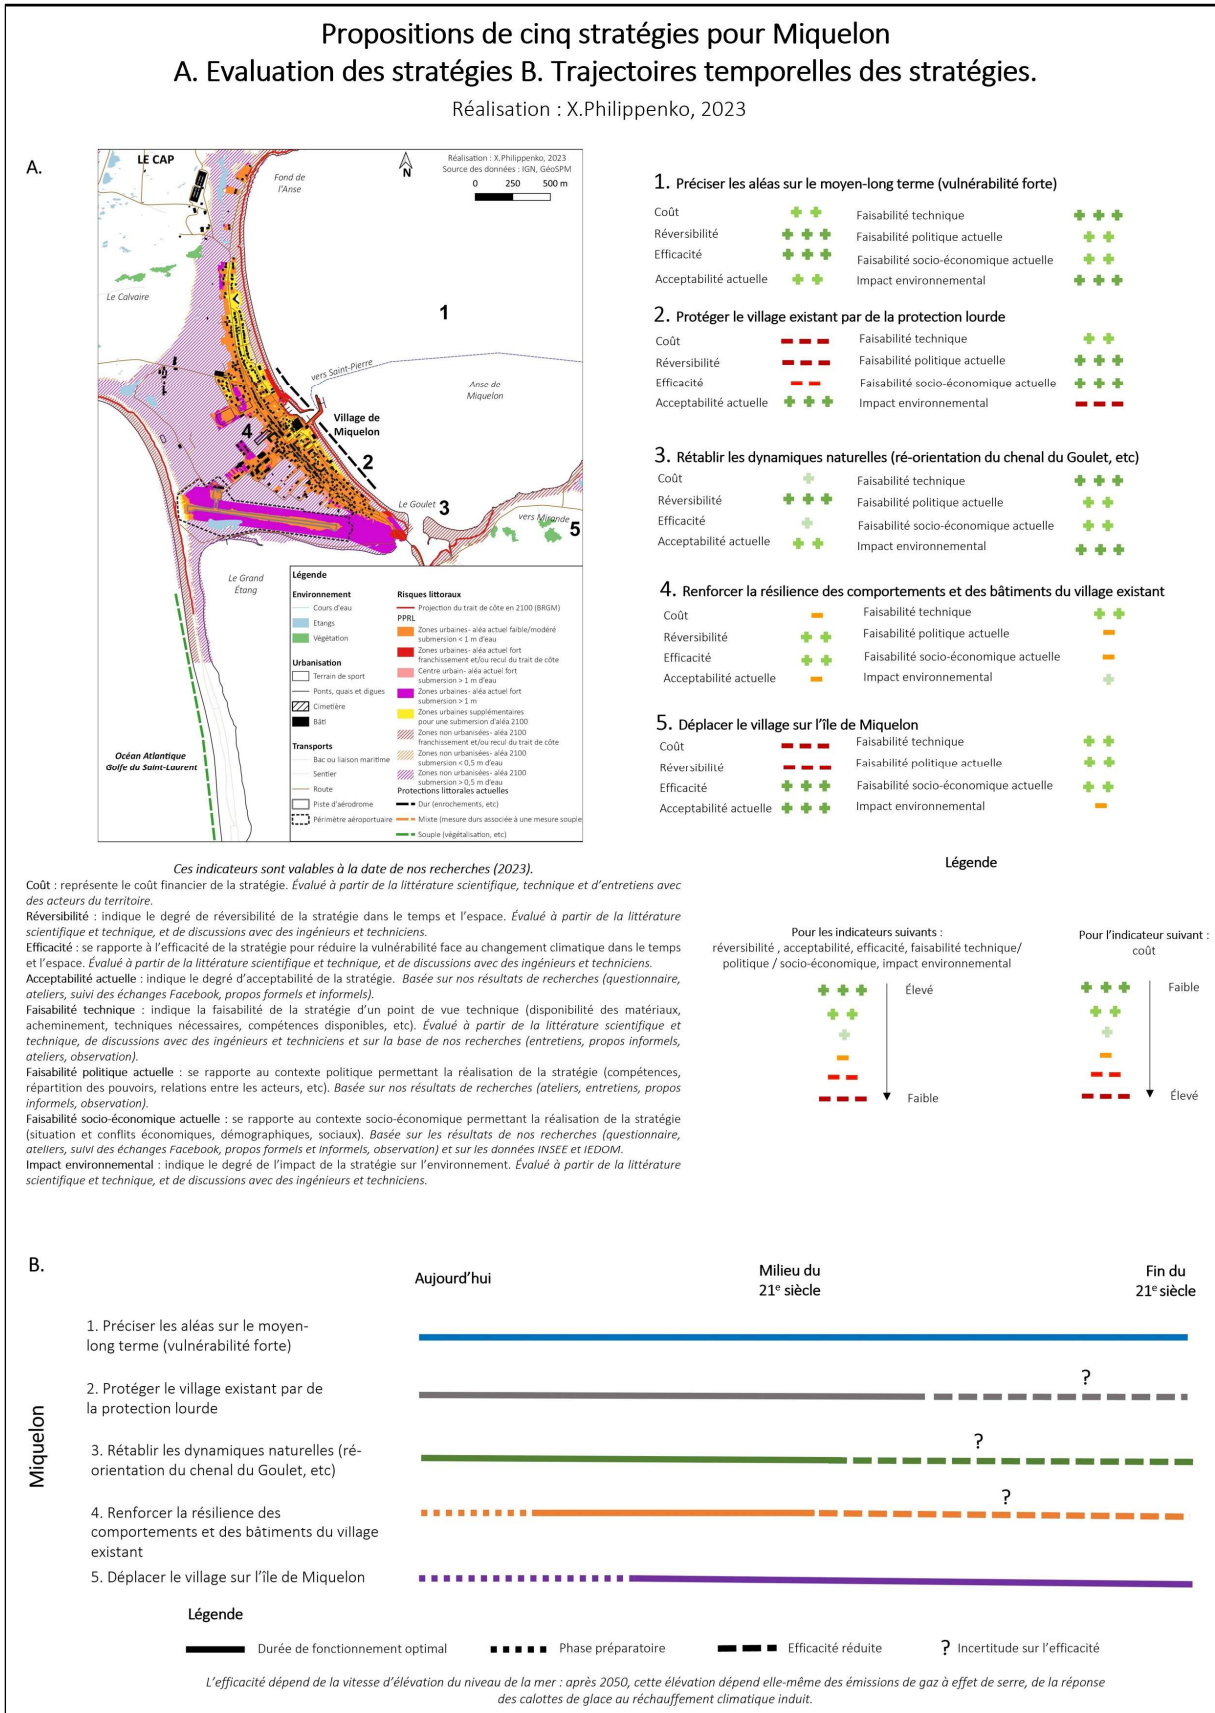 Propositions de cinq stratégies pour Miquelon
A. Evaluation des stratégies B. Trajectoires temporelles des stratégies.
Réalisation : X.Philippenko, 2023
A.
LE CAP
Fond de
l'Anse
N
Réalisation : X.Philippenko, 2023
Source des données : IGN, GéoSPM
0 250 500 m
Le Calvaire
1
vers Saint-Pierre
Anse de
Miquelon
Village de
Miquelon
4
2
Le Goulet
3
vers Mirande
5
Le Grand
Étang
Océan Atlantique
Golfe du Saint-Laurent
Légende
Environnement
Cours d'eau
Etangs
Végétation
Urbanisation
Terrain de sport
Ponts, quais et digues
Cimetière
Bâti
Transports
Bac ou liaison maritime
Sentier
Route
Piste d'aérodrome
Périmètre aéroportuaire
Risques littoraux
Projection du trait de côte en 2100 (BRGM)
PPRL
Zones urbaines- aléa actuel faible/modéré
submersion < 1 m d'eau
Zones urbaines- aléa actuel fort
franchissement et/ou recul du trait de côte
Centre urbain- aléa actuel fort
submersion > 1 m d'eau
Zones urbaines- aléa actuel fort
submersion > 1 m
Zones urbaines supplémentaires
pour une submersion d'aléa 2100
Zones non urbanisées- aléa 2100
franchissement et/ou recul du trait de côte
Zones non urbanisées- aléa 2100
submersion < 0,5 m d'eau
Zones non urbanisées- aléa 2100
submersion > 0,5 m d'eau
Protections littorales actuelles
Dur (enrochements, etc)
Mixte (mesure durs associée à une mesure souple)
Souple (végétalisation, etc)
1. Préciser les aléas sur le moyen-long terme (vulnérabilité forte)
Coût
Réversibilité
Efficacité
Acceptabilité actuelle
Faisabilité technique
Faisabilité politique actuelle
Faisabilité socio-économique actuelle
Impact environnemental
2. Protéger le village existant par de la protection lourde
Coût
Réversibilité
Efficacité
Acceptabilité actuelle
Faisabilité technique
Faisabilité politique actuelle
Faisabilité socio-économique actuelle
Impact environnemental
3. Rétablir les dynamiques naturelles (ré-orientation du chenal du Goulet, etc)
Coût
Réversibilité
Efficacité
Acceptabilité actuelle
Faisabilité technique
Faisabilité politique actuelle
Faisabilité socio-économique actuelle
Impact environnemental
4. Renforcer la résilience des comportements et des bâtiments du village existant
Coût
Réversibilité
Efficacité
Acceptabilité actuelle
Faisabilité technique
Faisabilité politique actuelle
Faisabilité socio-économique actuelle
Impact environnemental
5. Déplacer le village sur l'île de Miquelon
Coût
Réversibilité
Efficacité
Acceptabilité actuelle
Faisabilité technique
Faisabilité politique actuelle
Faisabilité socio-économique actuelle
Impact environnemental
Ces indicateurs sont valables à la date de nos recherches (2023).
Coût : représente le coût financier de la stratégie. Évalué à partir de la littérature scientifique, technique et d'entretiens avec
des acteurs du territoire.
Réversibilité : indique le degré de réversibilité de la stratégie dans le temps et l'espace. Évalué à partir de la littérature
scientifique et technique, et de discussions avec des ingénieurs et techniciens.
Efficacité : se rapporte à l'efficacité de la stratégie pour réduire la vulnérabilité face au changement climatique dans le temps
et l'espace. Évalué à partir de la littérature scientifique et technique, et de discussions avec des ingénieurs et techniciens.
Acceptabilité actuelle : indique le degré d'acceptabilité de la stratégie. Basée sur nos résultats de recherches (questionnaire,
ateliers, suivi des échanges Facebook, propos formels et informels).
Faisabilité technique : indique la faisabilité de la stratégie d'un point de vue technique (disponibilité des matériaux,
acheminement, techniques nécessaires, compétences disponibles, etc). Évalué à partir de la littérature scientifique et
technique, de discussions avec des ingénieurs et techniciens et sur la base de nos recherches (entretiens, propos informels,
ateliers, observation).
Faisabilité politique actuelle : se rapporte au contexte politique permettant la réalisation de la stratégie (compétences,
répartition des pouvoirs, relations entre les acteurs, etc). Basée sur nos résultats de recherches (ateliers, entretiens, propos
informels, observation).
Faisabilité socio-économique actuelle : se rapporte au contexte socio-économique permettant la réalisation de la stratégie
(situation et conflits économiques, démographiques, sociaux). Basée sur les résultats de nos recherches (questionnaire,
ateliers, suivi des échanges Facebook, propos formels et informels, observation) et sur les données INSEE et IEDOM.
Impact environnemental : indique le degré de l'impact de la stratégie sur l'environnement. Évalué à partir de la littérature
scientifique et technique, et de discussions avec des ingénieurs et techniciens.
Légende
Pour les indicateurs suivants :
réversibilité , acceptabilité, efficacité, faisabilité technique/
politique / socio-économique, impact environnemental
Élevé
Faible
Pour l'indicateur suivant :
coût
Faible
Élevé
B.
Aujourd'hui
Milieu du
21e siècle
Fin du
21e siècle
Miquelon
1. Préciser les aléas sur le moyen-
long terme (vulnérabilité forte)
2. Protéger le village existant par de
la protection lourde
?
3. Rétablir les dynamiques naturelles (ré-
orientation du chenal du Goulet, etc)
?
4. Renforcer la résilience des
comportements et des bâtiments du village
existant
?
5. Déplacer le village sur l'île de Miquelon
Légende
Durée de fonctionnement optimal
Phase préparatoire
Efficacité réduite
? Incertitude sur l'efficacité
L'efficacité dépend de la vitesse d'élévation du niveau de la mer : après 2050, cette élévation dépend elle-même des émissions de gaz à effet de serre, de la réponse
des calottes de glace au réchauffement climatique induit.